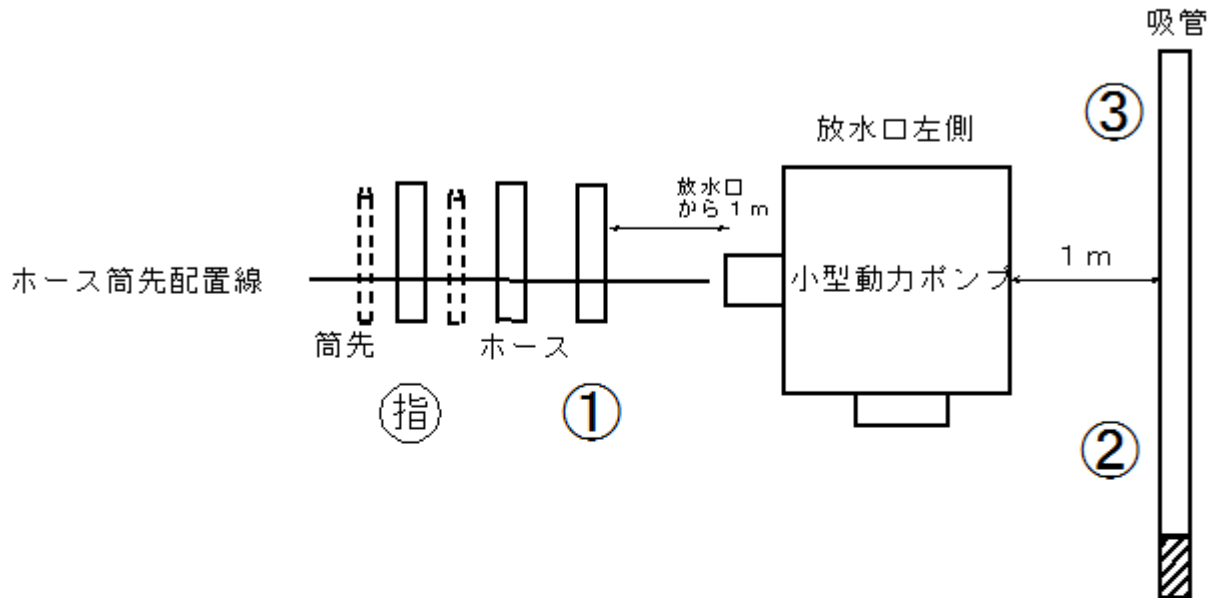 吸管
③
放水口左側
放水口
から1m
1m
ホース筒先配置線
小型動力ポンプ
筒先
ホース
指
①
②